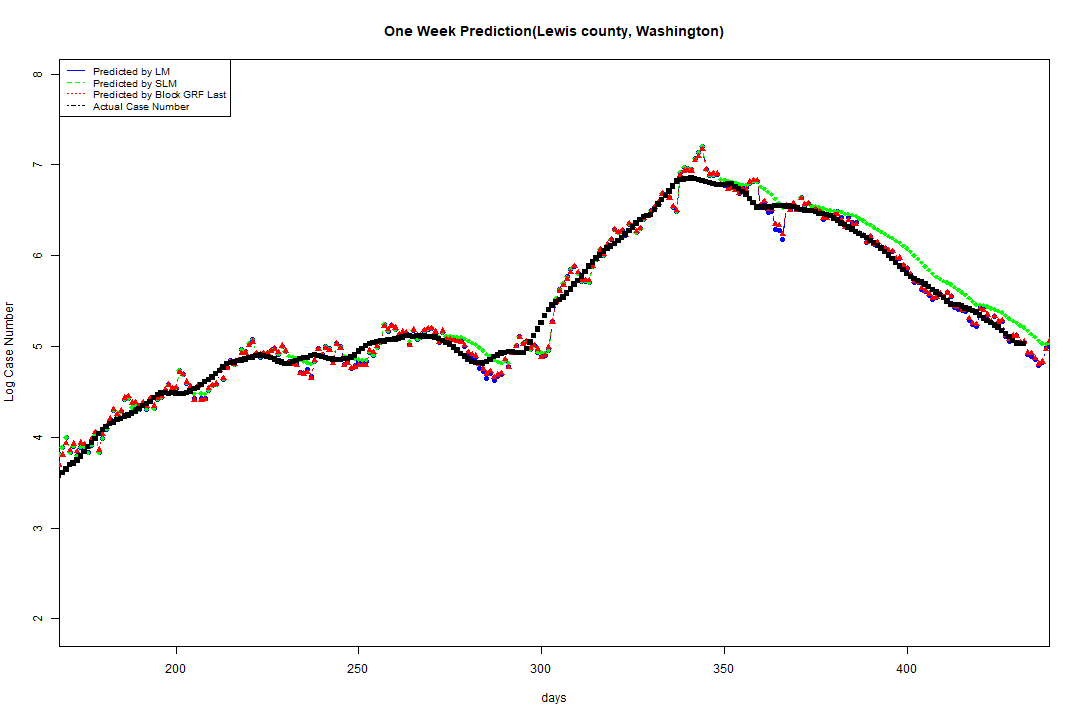 One Week Prediction(Lewis county, Washington)
Predicted by LM
Predicted by SLM
Predicted by Block GRF Last
Actual Case Number
8
7
6
5
4
3
2
Log Case Number
200
250
300
350
400
days